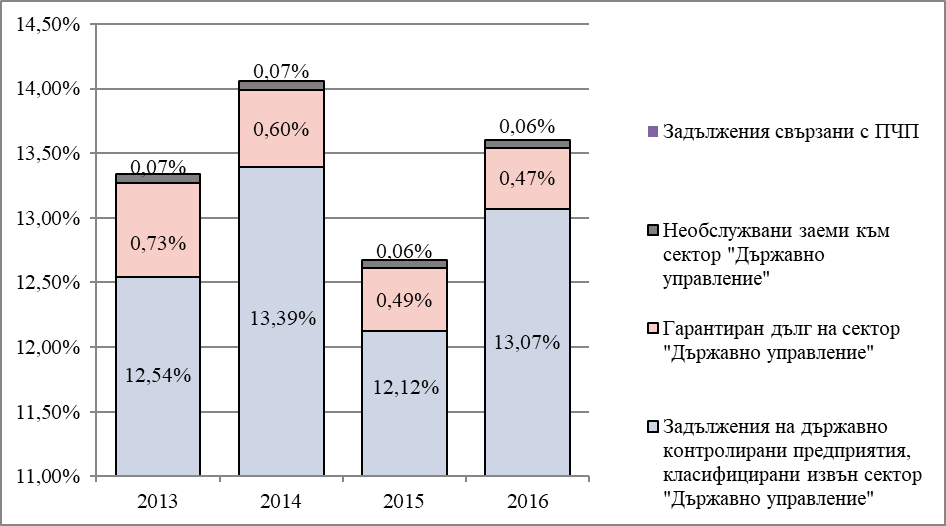 14,50%
14,00%
13,50%
13,00%
12,50%
12,00%
11,50%
11,00%
0,07%
0,73%
12,54%
0,07%
0,60%
13,39%
0,06%
0,49%
12,12%
0,06%
0,47%
13,07%
2013
2014
2015
2016
Задължения свързани с ПЧП
Необслужвани заеми към
сектор "Държавно
управление"
Гарантиран дълг на сектор
"Държавно управление"
Задължения на държавно
контролирани предприятия,
класифицирани извън сектор
"Държавно управление"